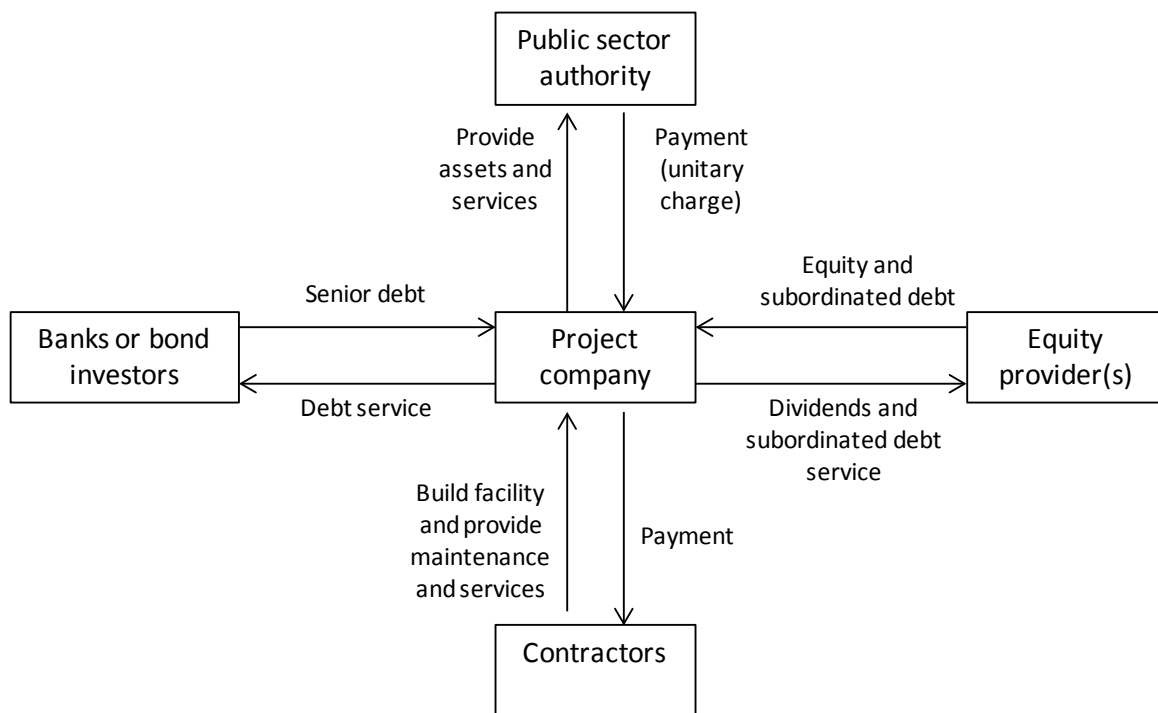 Public sector
authority
Provide
assets and
services
Payment
(unitary
charge)
Senior debt
Equity and
subordinated debt
Banks or bond
investors
Project
company
Equity
provider(s)
Debt service
Dividends and
subordinated debt
service
Build facility
and provide
maintenance
and services
Payment
Contractors